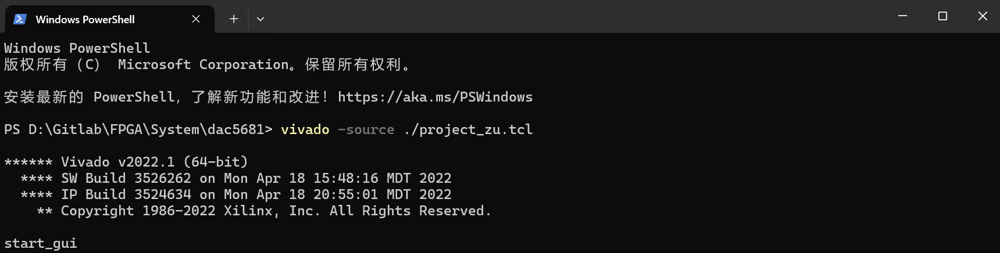 Windows PowerShell
Windows PowerShell
版权所有 (C) Microsoft Corporation。保留所有权利。
安装最新的 PowerShell，了解新功能和改进！https://aka.ms/PSWindows
PS D:\Gitlab\FPGA\System\dac5681> vivado -source ./project_zu.tcl
****** Vivado v2022.1 (64-bit)
**** SW Build 3526262 on Mon Apr 18 15:48:16 MDT 2022
**** IP Build 3524634 on Mon Apr 18 20:55:01 MDT 2022
** Copyright 1986-2022 Xilinx, Inc. All Rights Reserved.
start_gui